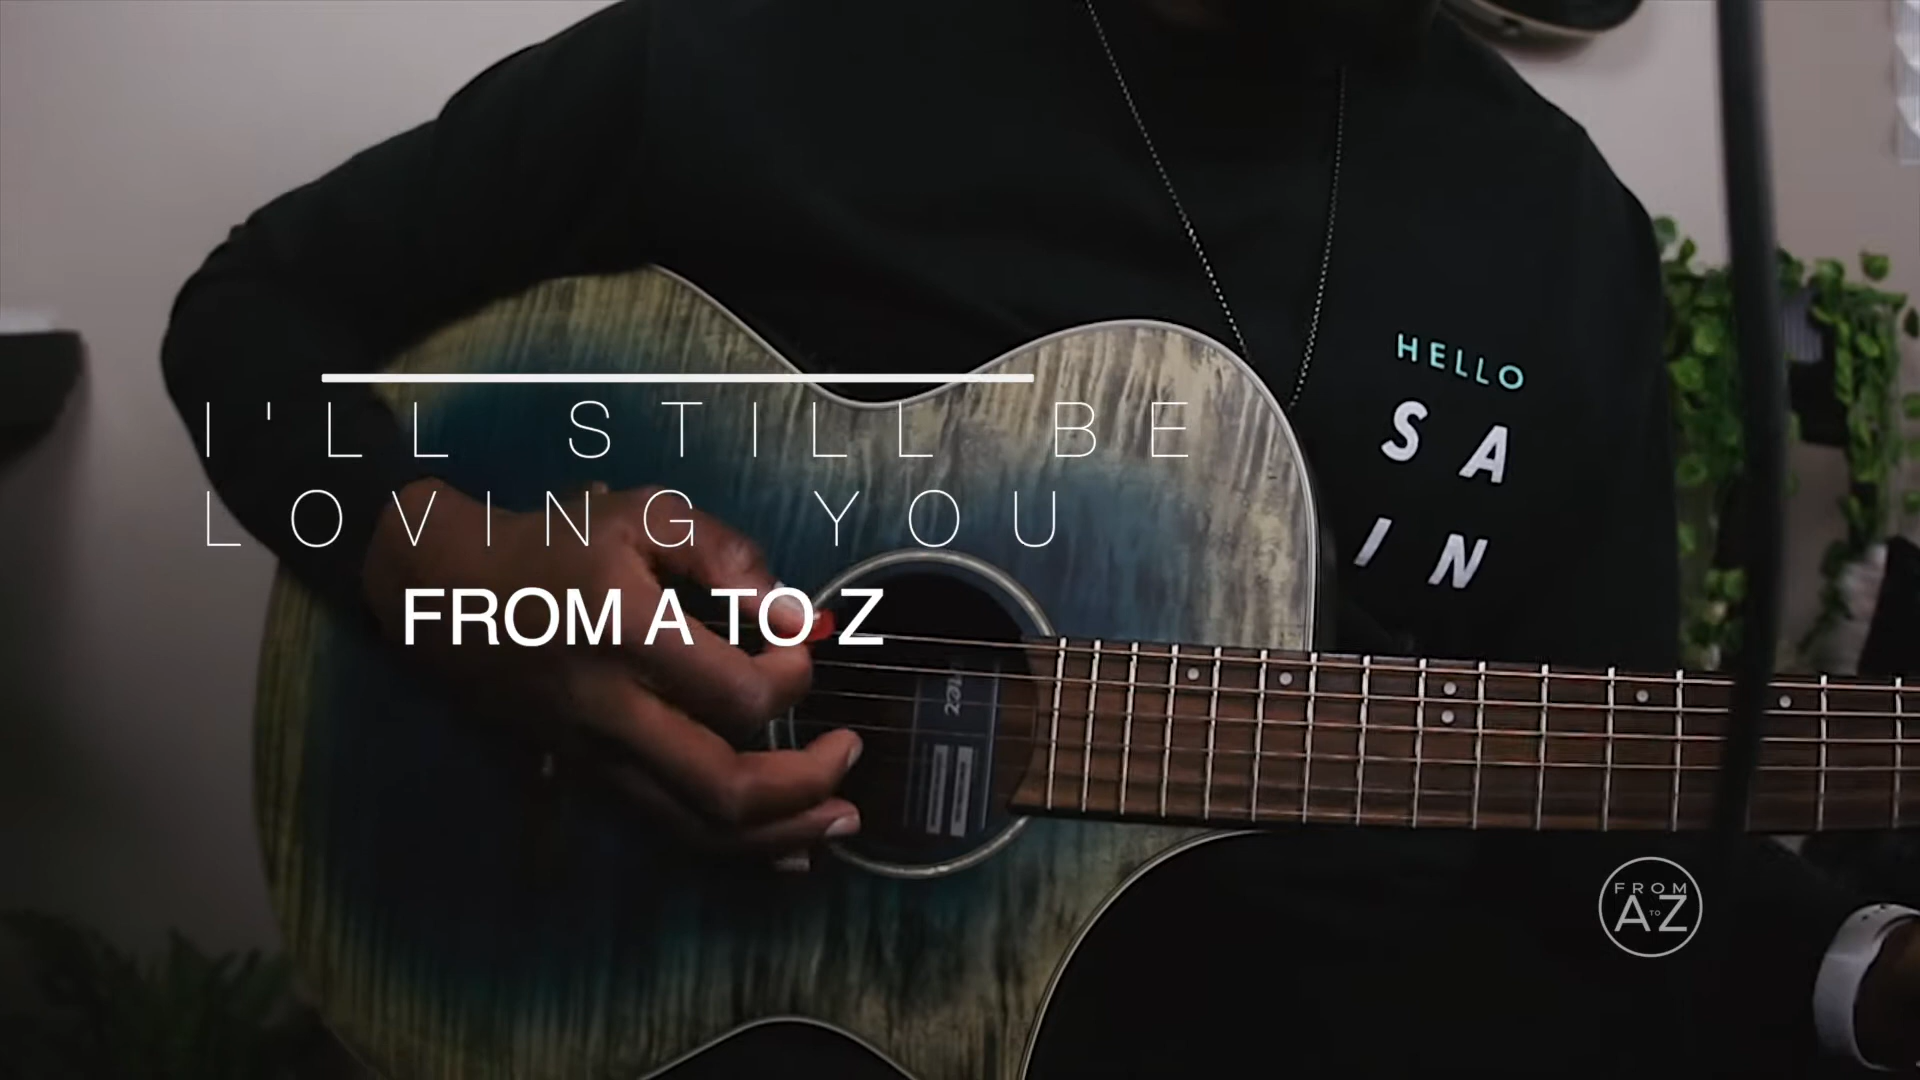 I'LL STILL BE
LOVING YOU
FROM A TO Z
HELLO
SA
IN
FROM
A TO Z